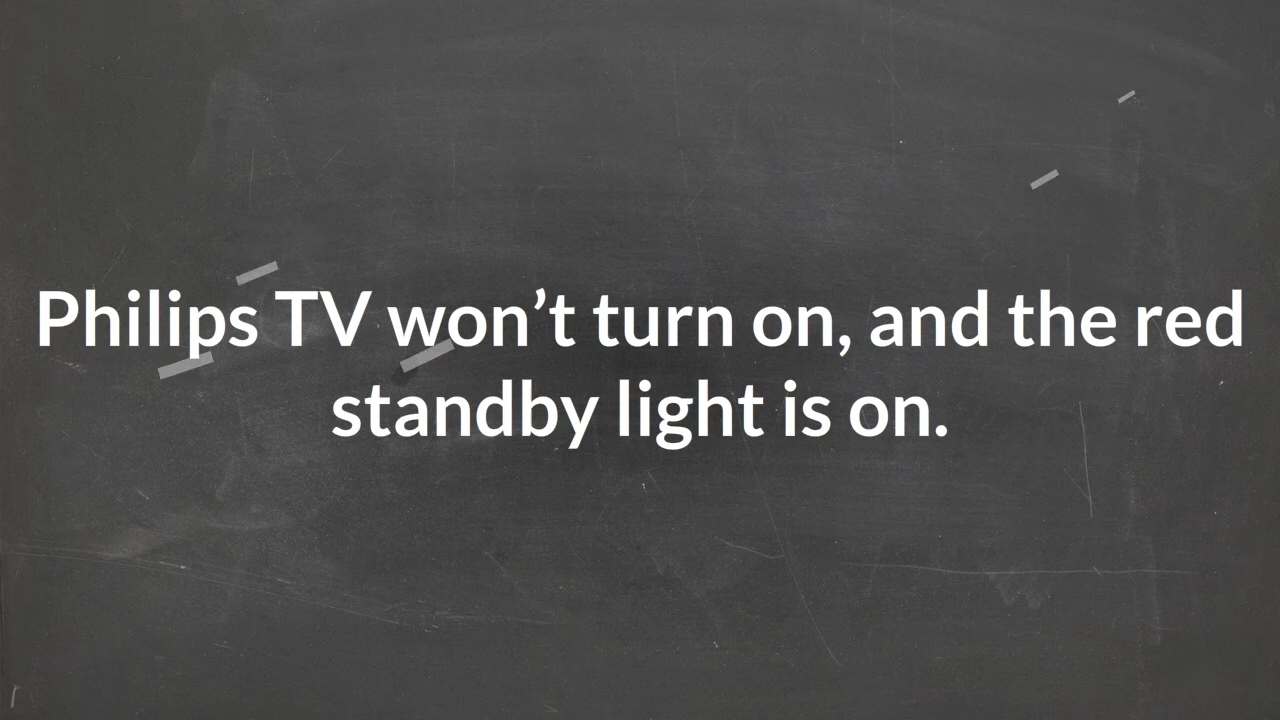 Philips TV won’t turn on, and the red
standby light is on.